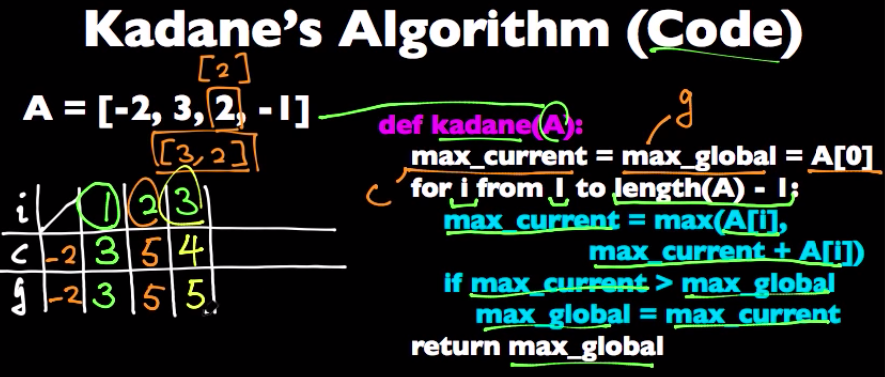 Kadane's Algorithm (Code)
[2]
A = [-2, 3, 2, -1]
[3,2]
def kadane(A):
g
max_current = max_global = A[0]
c
for i from 1 to length(A) - 1:
max_current = max(A[i],
max_current + A[i])
if max_current > max_global
max_global = max_current
return max_global
i 1 2 3
c -2 3 5 4
g -2 3 5 5